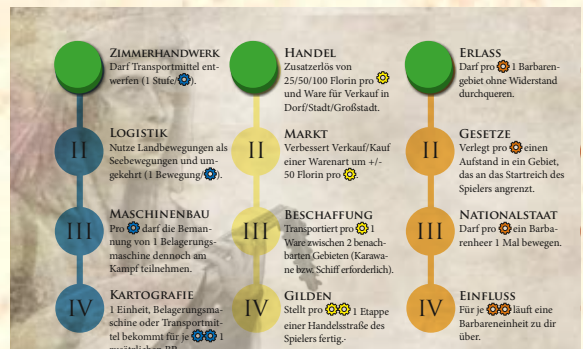 ZIMMERHANDWERK
Darf Transportmittel ent-
werfen (1 Stufe/).
II
LOGISTIK
Nutze Landbewegungen als
Seebewegungen und um-
gekehrt (1 Bewegung/).
III
MASCHINENBAU
Pro darf die Beman-
nung von 1 Belagerungs-
maschine dennoch am
Kampf teilnehmen.
IV
KARTOGRAFIE
1 Einheit, Belagerungsma-
schine oder Transportmit-
tel bekommt für je 1
HANDEL
Zusatzerlös von
25/50/100 Florin pro
und Ware für Verkauf in
Dorf/Stadt/Großstadt.
II
MARKT
Verbessert Verkauf/Kauf
einer Warenart um +/-
50 Florin pro .
III
BESCHAFFUNG
Transportiert pro 1
Ware zwischen 2 benach-
barten Gebieten (Karawa-
ne bzw. Schiff erforderlich).
IV
GILDEN
Stellt pro 1 Etappe
einer Handelsstraße des
Spielers fertig.-
ERLASS
Darf pro 1 Barbaren-
gebiet ohne Widerstand
durchqueren.
II
GESETZE
Verlegt pro einen
Aufstand in ein Gebiet,
das an das Startreich des
Spielers angrenzt.
III
NATIONALSTAAT
Darf pro ein Barba-
renheer 1 Mal bewegen.
IV
EINFLUSS
Für je läuft eine
Barbareneinheit zu dir
über.